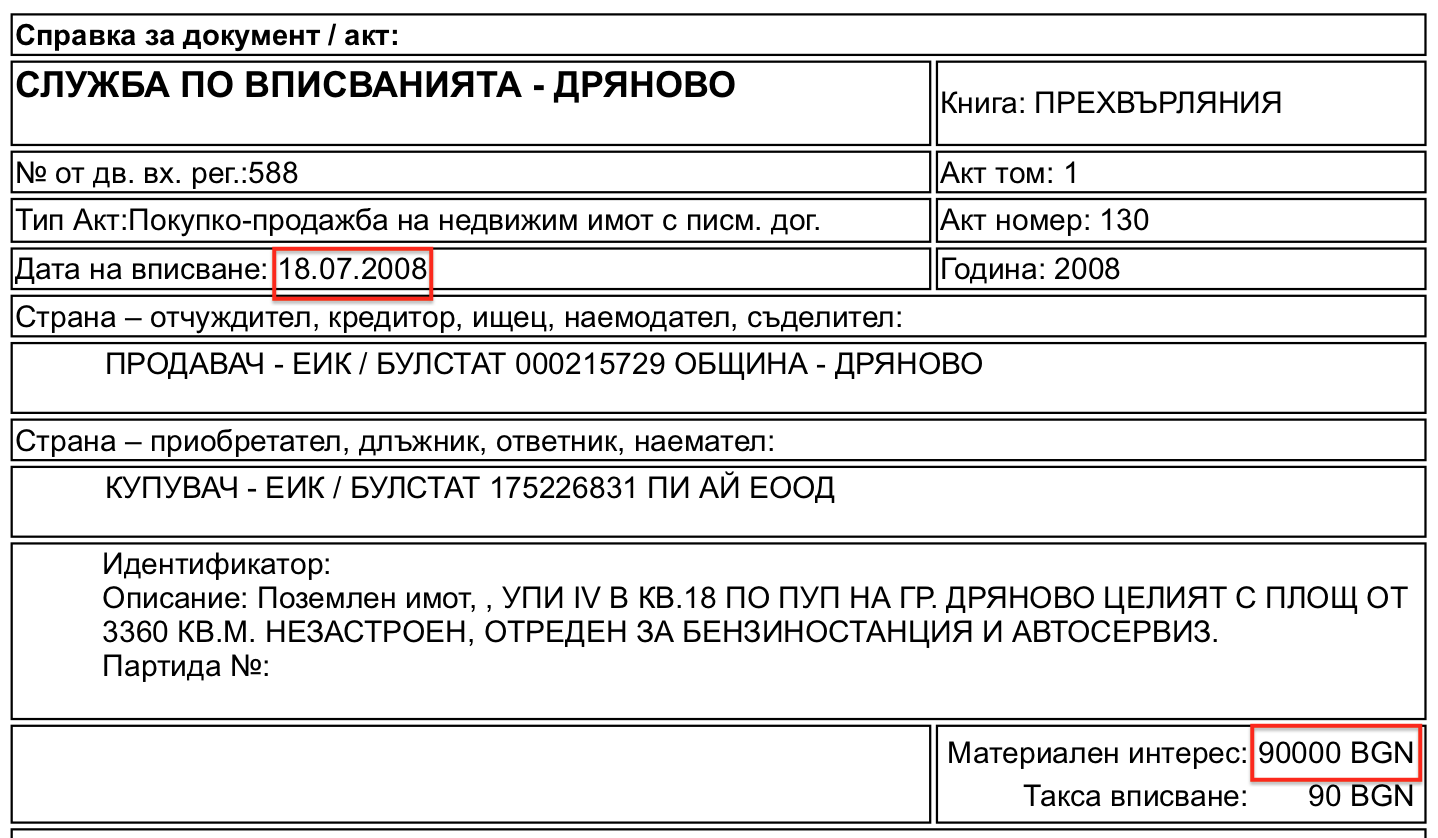 Справка за документ / акт:
СЛУЖБА ПО ВПИСВАНИЯТА - ДРЯНОВО
Книга: ПРЕХВЪРЛЯНИЯ
№ от дв. вх. рег.:588
Акт том: 1
Тип Акт:Покупко-продажба на недвижим имот с писм. дог.
Акт номер: 130
Дата на вписване: 18.07.2008
Година: 2008
Страна – отчуждител, кредитор, ищец, наемодател, съделител:
ПРОДАВАЧ - ЕИК / БУЛСТАТ 000215729 ОБЩИНА - ДРЯНОВО
Страна – приобретател, длъжник, ответник, наемател:
КУПУВАЧ - ЕИК / БУЛСТАТ 175226831 ПИ АЙ ЕООД
Идентификатор:
Описание: Поземлен имот, , УПИ IV В КВ.18 ПО ПУП НА ГР. ДРЯНОВО ЦЕЛИЯТ С ПЛОЩ ОТ
3360 КВ.М. НЕЗАСТРОЕН, ОТРЕДЕН ЗА БЕНЗИНОСТАНЦИЯ И АВТОСЕРВИЗ.
Партида №:
Материален интерес: 90000 BGN
Такса вписване: 90 BGN